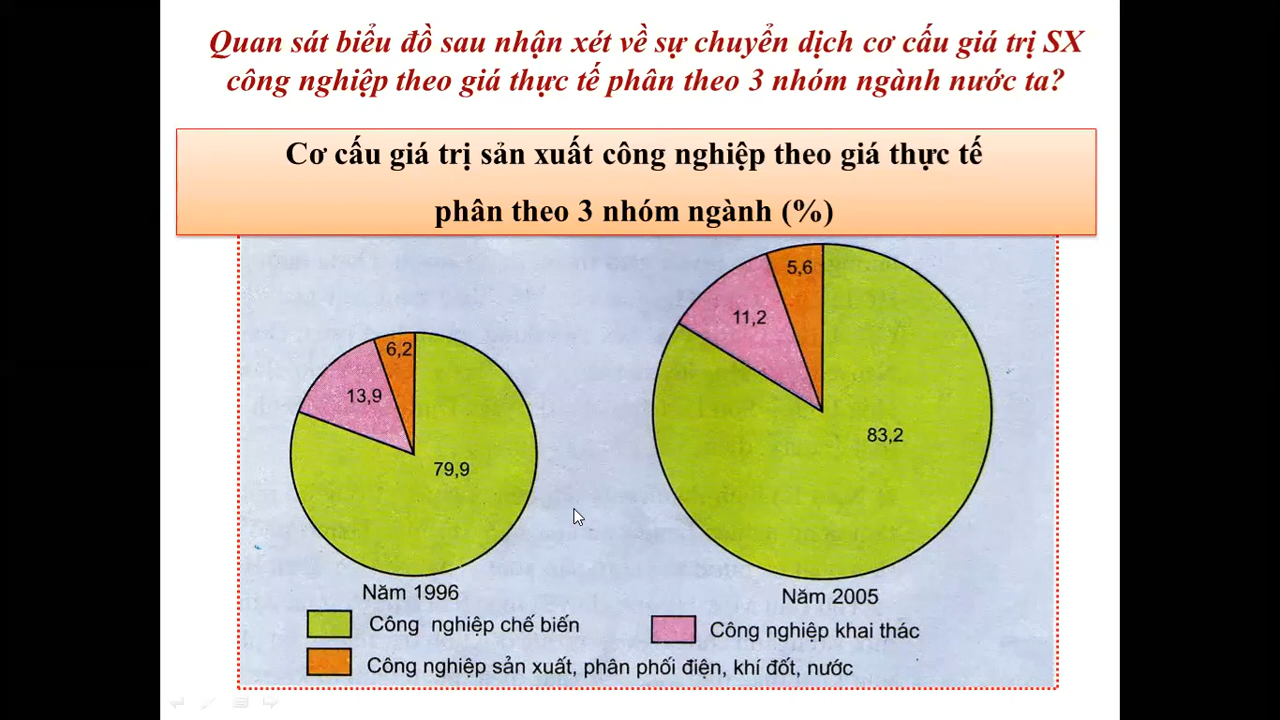 Quan sát biểu đồ sau nhận xét về sự chuyển dịch cơ cấu giá trị SX
công nghiệp theo giá thực tế phân theo 3 nhóm ngành nước ta?
Cơ cấu giá trị sản xuất công nghiệp theo giá thực tế
phân theo 3 nhóm ngành (%)
6,2
13,9
79,9
5,6
11,2
83,2
Năm 1996
Năm 2005
Công nghiệp chế biến
Công nghiệp khai thác
Công nghiệp sản xuất, phân phối điện, khí đốt, nước